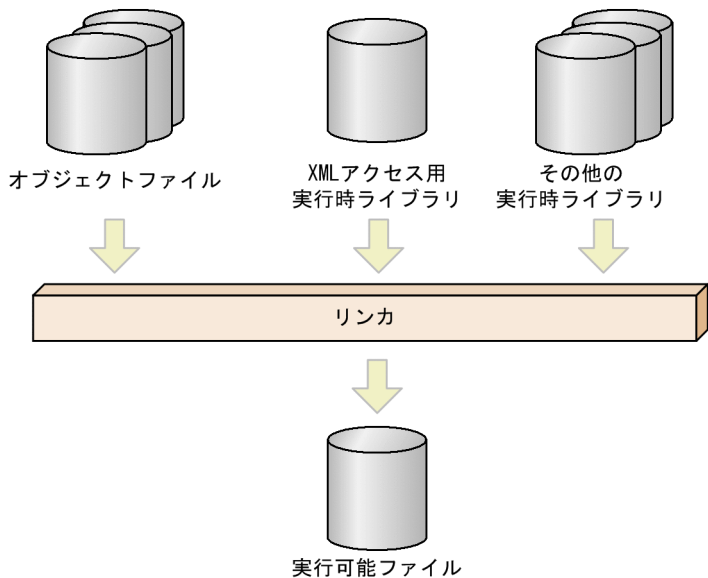 オブジェクトファイル
XMLアクセス用
実行時ライブラリ
その他の
実行時ライブラリ
リンカ
実行可能ファイル